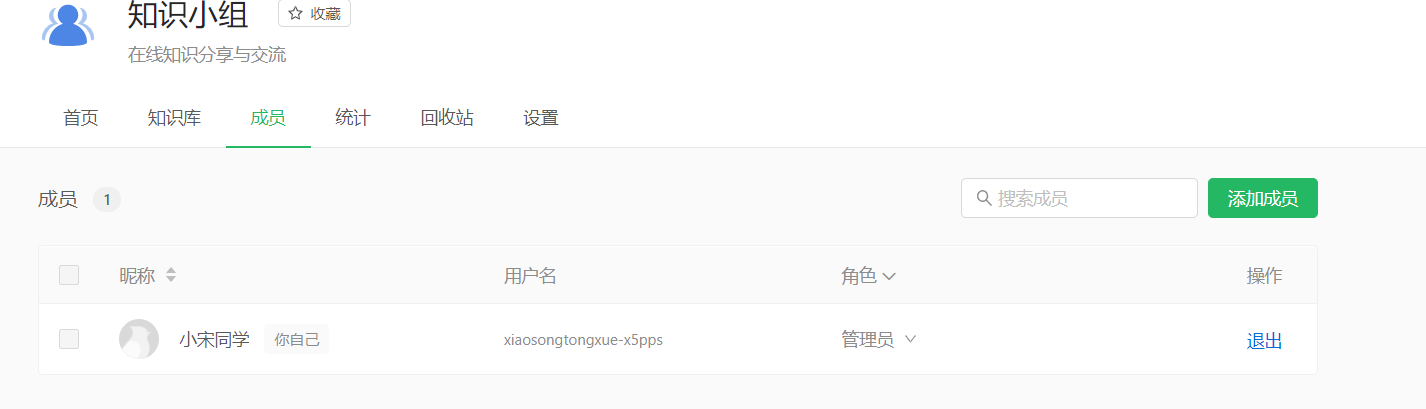 知识小组 收藏
在线知识分享与交流
首页 知识库 成员 统计 回收站 设置
成员 1 搜索成员 添加成员
昵称 用户名 角色 操作
小宋同学 你自己 xiaosongtongxue-x5pps 管理员 退出